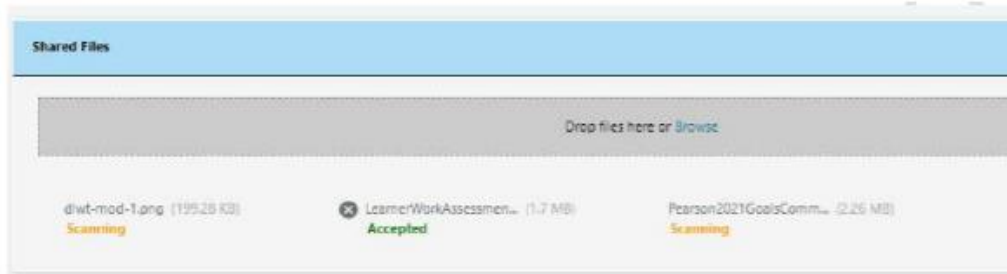 Shared Files
Drop files here or Browse
dlwt-mod-1.png (199.28 KB)
Scanning
LearnerWorkAssessmen... (1.7 MB)
Accepted
Pearson2021GoalsComm... (2.26 MB)
Scanning